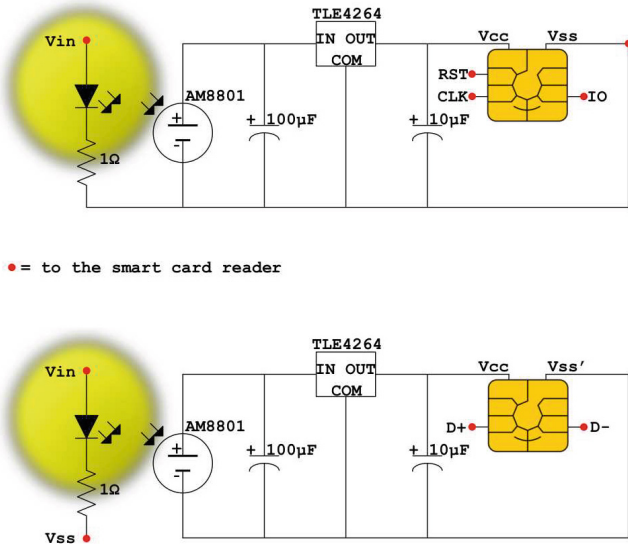 TLE4264
Vin
IN OUT
Vcc
Vss
COM
RST
CLK
IO
AM8801
+
-
+ 100µF
+ 10µF
1Ω
= to the smart card reader
TLE4264
Vin
IN OUT
Vcc
Vss'
COM
AM8801
D+
D-
+
-
+ 100µF
+ 10µF
1Ω
Vss